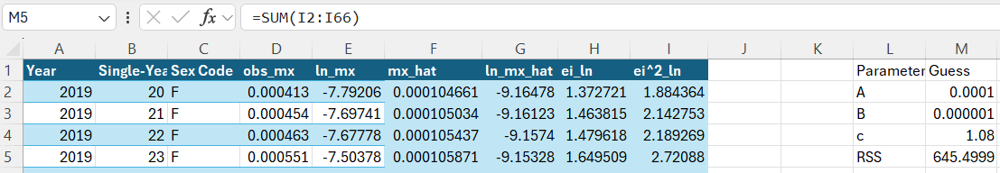 M5 fx =SUM(I2:I66)
A B C D E F G H I J K L M
1 Year Single-Yea Sex Code obs_mx ln_mx mx_hat ln_mx_hat ei_ln ei^2_ln Parameter Guess
2 2019 20 F 0.000413 -7.79206 0.000104661 -9.16478 1.372721 1.884364 A 0.0001
3 2019 21 F 0.000454 -7.69741 0.000105034 -9.16123 1.463815 2.142753 B 0.000001
4 2019 22 F 0.000463 -7.67778 0.000105437 -9.1574 1.479618 2.189269 c 1.08
5 2019 23 F 0.000551 -7.50378 0.000105871 -9.15328 1.649509 2.72088 RSS 645.4999